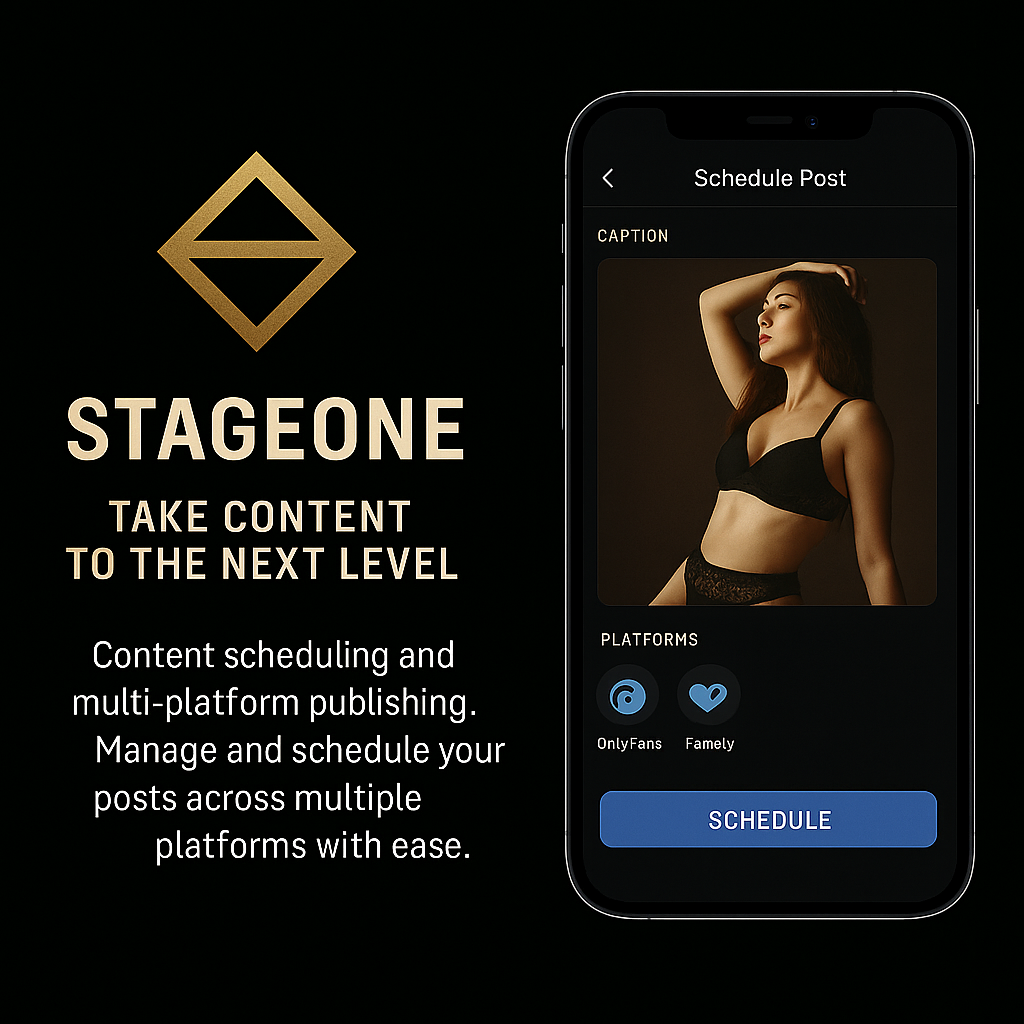 STAGEONE
TAKE CONTENT
TO THE NEXT LEVEL
Content scheduling and
multi-platform publishing.
Manage and schedule your
posts across multiple
platforms with ease.
Schedule Post
CAPTION
PLATFORMS
OnlyFans Famely
SCHEDULE